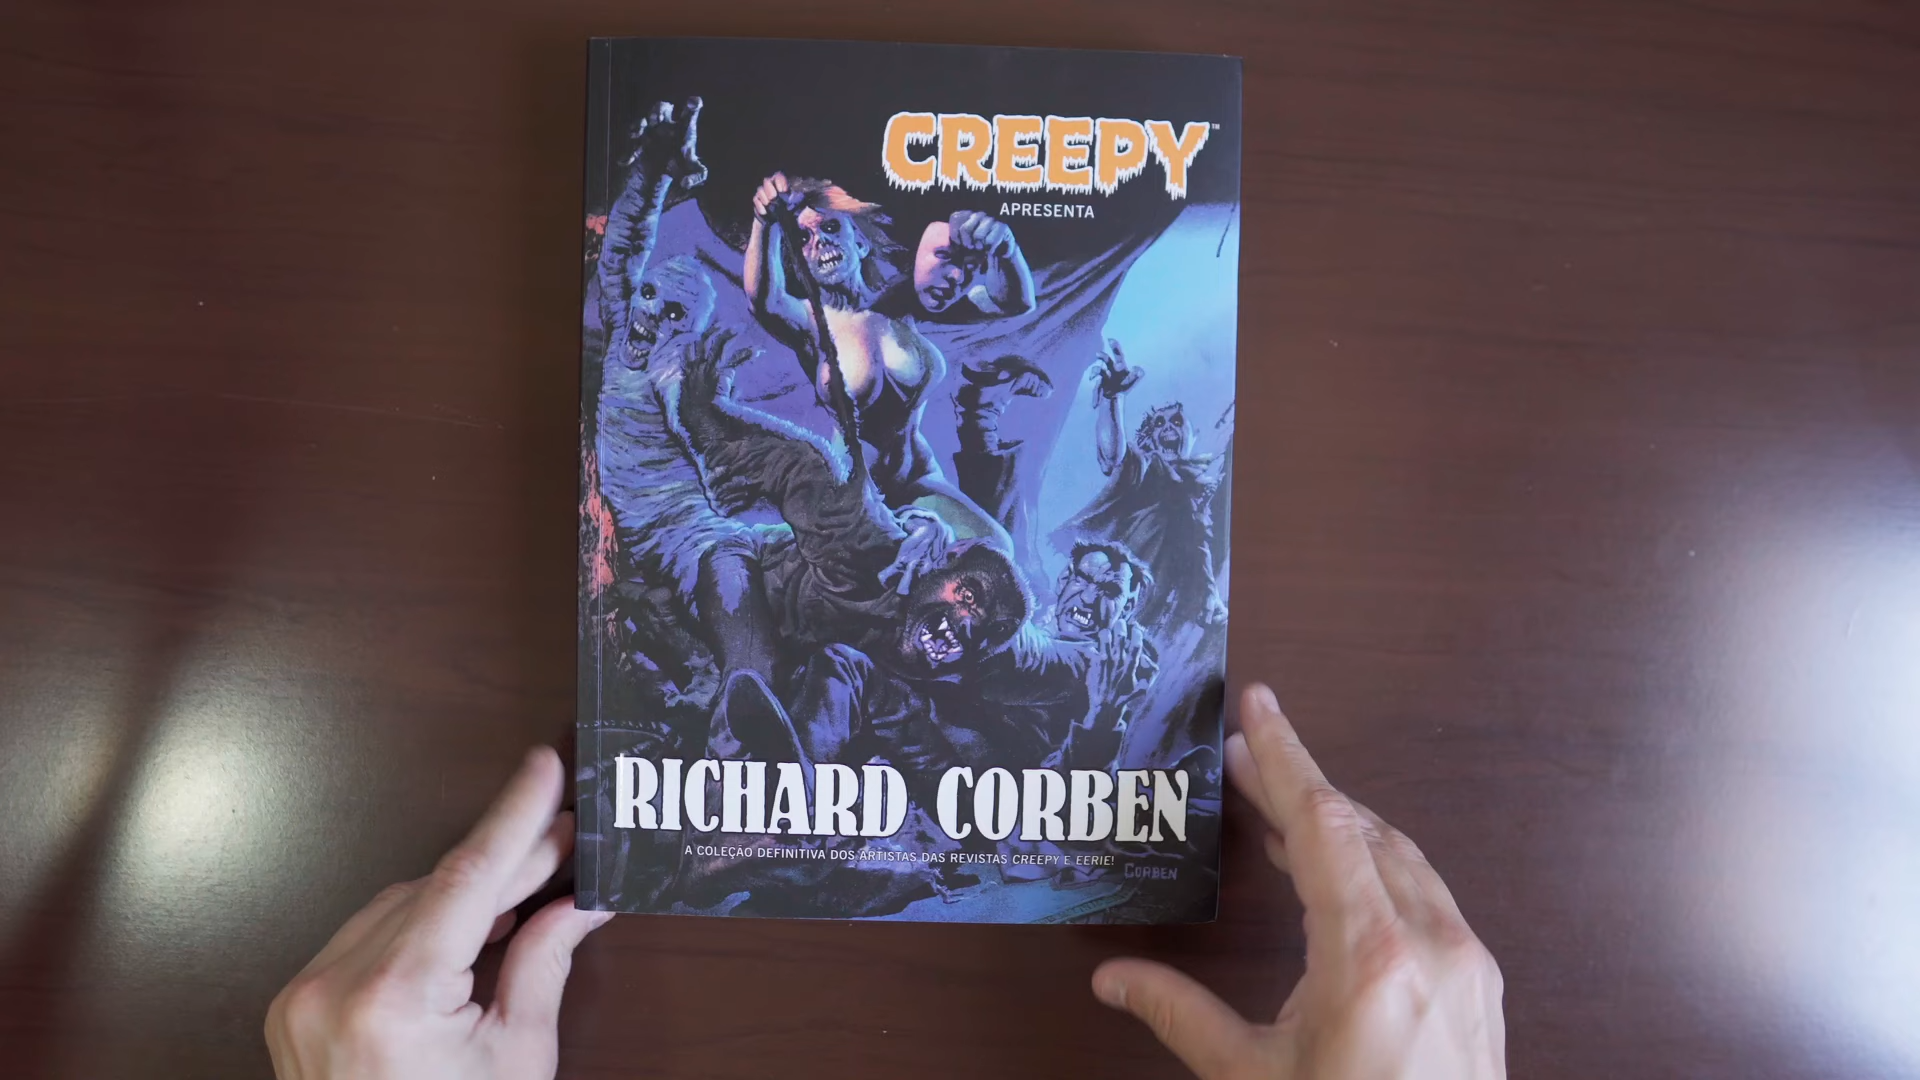 CREEPY™
APRESENTA
RICHARD CORBEN
A COLEÇÃO DEFINITIVA DOS ARTISTAS DAS REVISTAS CREEPY E EERIE!
CORBEN